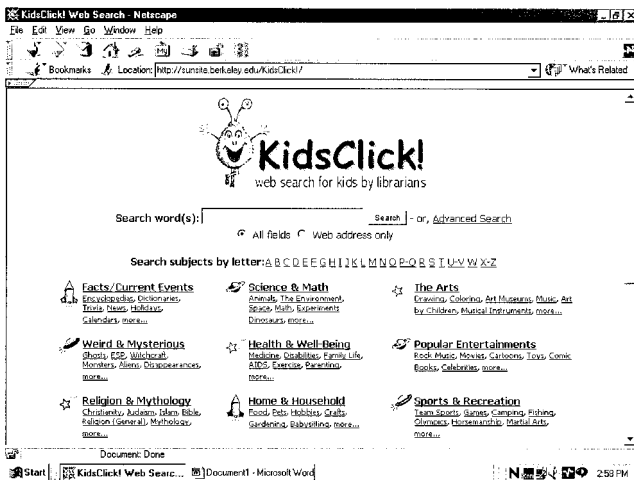 KidsClick! Web Search - Netscape
File Edit View Go Window Help
My
Bookmarks Location: http://sunsite.berkeley.edu/KidsClick!/ What's Related
KidsClick!
web search for kids by librarians
Search word(s): Search - or, Advanced Search
All fields Web address only
Search subjects by letter: A B C D E F G H I J K L M N O P-Q R S T U-V W X-Z
Facts/Current Events
Encyclopedias, Dictionaries,
Trivia, News, Holidays,
Calendars, more...
Science & Math
Animals, The Environment,
Space, Math, Experiments
Dinosaurs, more...
The Arts
Drawing, Coloring, Art Museums, Music, Art
by Children, Musical Instruments, more...
Weird & Mysterious
Ghosts, ESP, Witchcraft,
Monsters, Aliens, Disappearances,
more...
Health & Well-Being
Medicine, Disabilities, Family Life,
AIDS, Exercise, Parenting,
more...
Popular Entertainments
Rock Music, Movies, Cartoons, Toys, Comic
Books, Celebrities, more...
Religion & Mythology
Christianity, Judaism, Islam, Bible,
Religion (General), Mythology,
more...
Home & Household
Food, Pets, Hobbies, Crafts,
Gardening, Babysitting, more...
Sports & Recreation
Team Sports, Games, Camping, Fishing,
Olympics, Horsemanship, Martial Arts,
more...
Document: Done
Start KidsClick! Web Searc... Document1 - Microsoft Word N 2:58 PM